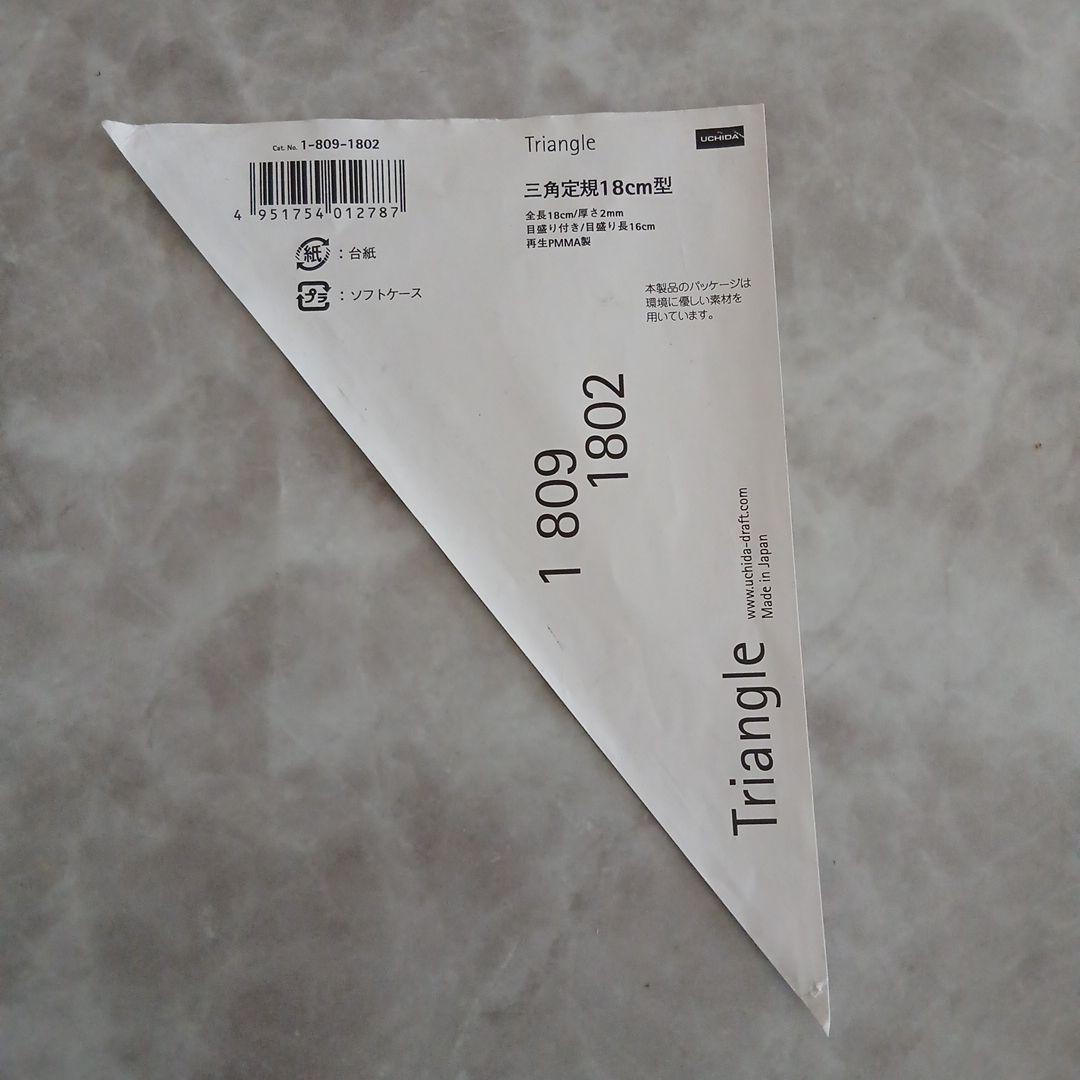 Cat. No. 1-809-1802
4 951754 012787
紙：台紙
プラ：ソフトケース
Triangle
UCHIDA
三角定規18cm型
全長18cm/厚さ2mm
目盛り付き/目盛り長16cm
再生PMMA製
本製品のパッケージは
環境に優しい素材を
用いています。
1 809
1802
www.uchida-draft.com
Made in Japan
Triangle